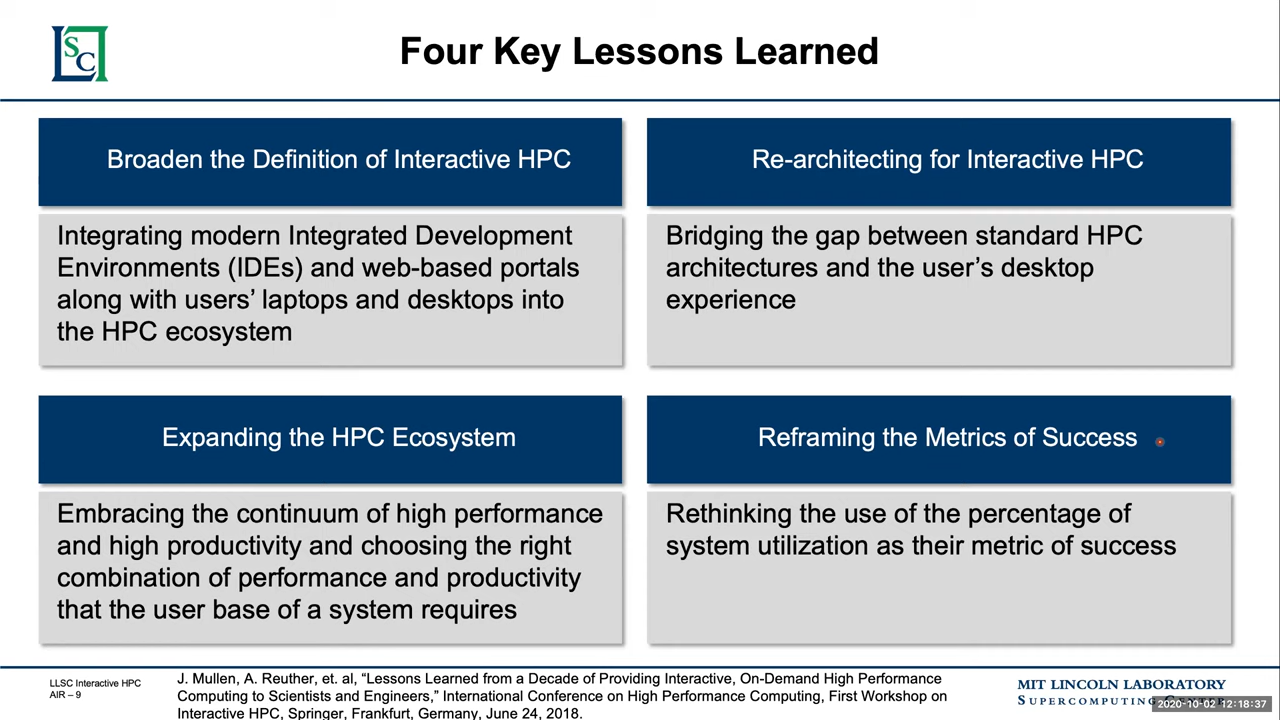 LSC
Four Key Lessons Learned
Broaden the Definition of Interactive HPC
Integrating modern Integrated Development
Environments (IDEs) and web-based portals
along with users’ laptops and desktops into
the HPC ecosystem
Re-architecting for Interactive HPC
Bridging the gap between standard HPC
architectures and the user’s desktop
experience
Expanding the HPC Ecosystem
Embracing the continuum of high performance
and high productivity and choosing the right
combination of performance and productivity
that the user base of a system requires
Reframing the Metrics of Success
Rethinking the use of the percentage of
system utilization as their metric of success
LLSC Interactive HPC
AIR – 9
J. Mullen, A. Reuther, et. al, “Lessons Learned from a Decade of Providing Interactive, On-Demand High Performance
Computing to Scientists and Engineers,” International Conference on High Performance Computing, First Workshop on
Interactive HPC, Springer, Frankfurt, Germany, June 24, 2018.
MIT LINCOLN LABORATORY
SUPERCOMPUTING CENTER
2020-10-02 12:18:37